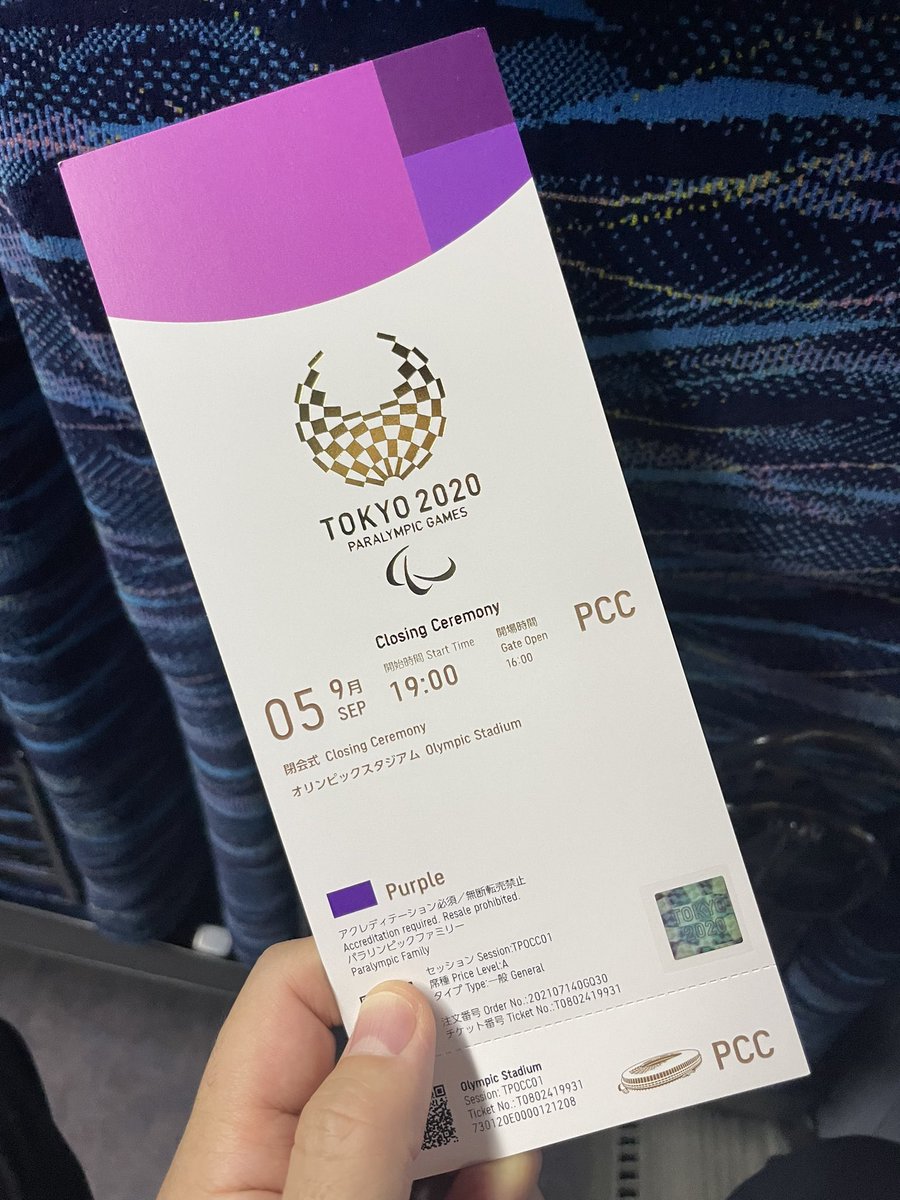 TOKYO 2020
PARALYMPIC GAMES
Closing Ceremony
PCC
05 9月 SEP
開始時間 Start Time
19:00
開場時間
Gate Open
16:00
閉会式 Closing Ceremony
オリンピックスタジアム Olympic Stadium
Purple
アクレディテーション必須/無断転売禁止
Accreditation required. Resale prohibited.
パラリンピックファミリー
Paralympic Family
TOKYO
2020
セッション Session:TPOCC01
席種 Price Level:A
タイプ Type:一般 General
注文番号 Order No.:202107140GQ30
チケット番号 Ticket No.:T0802419931
Olympic Stadium
Session: TPOCC01
Ticket No.:T0802419931
730120E0000121208
PCC